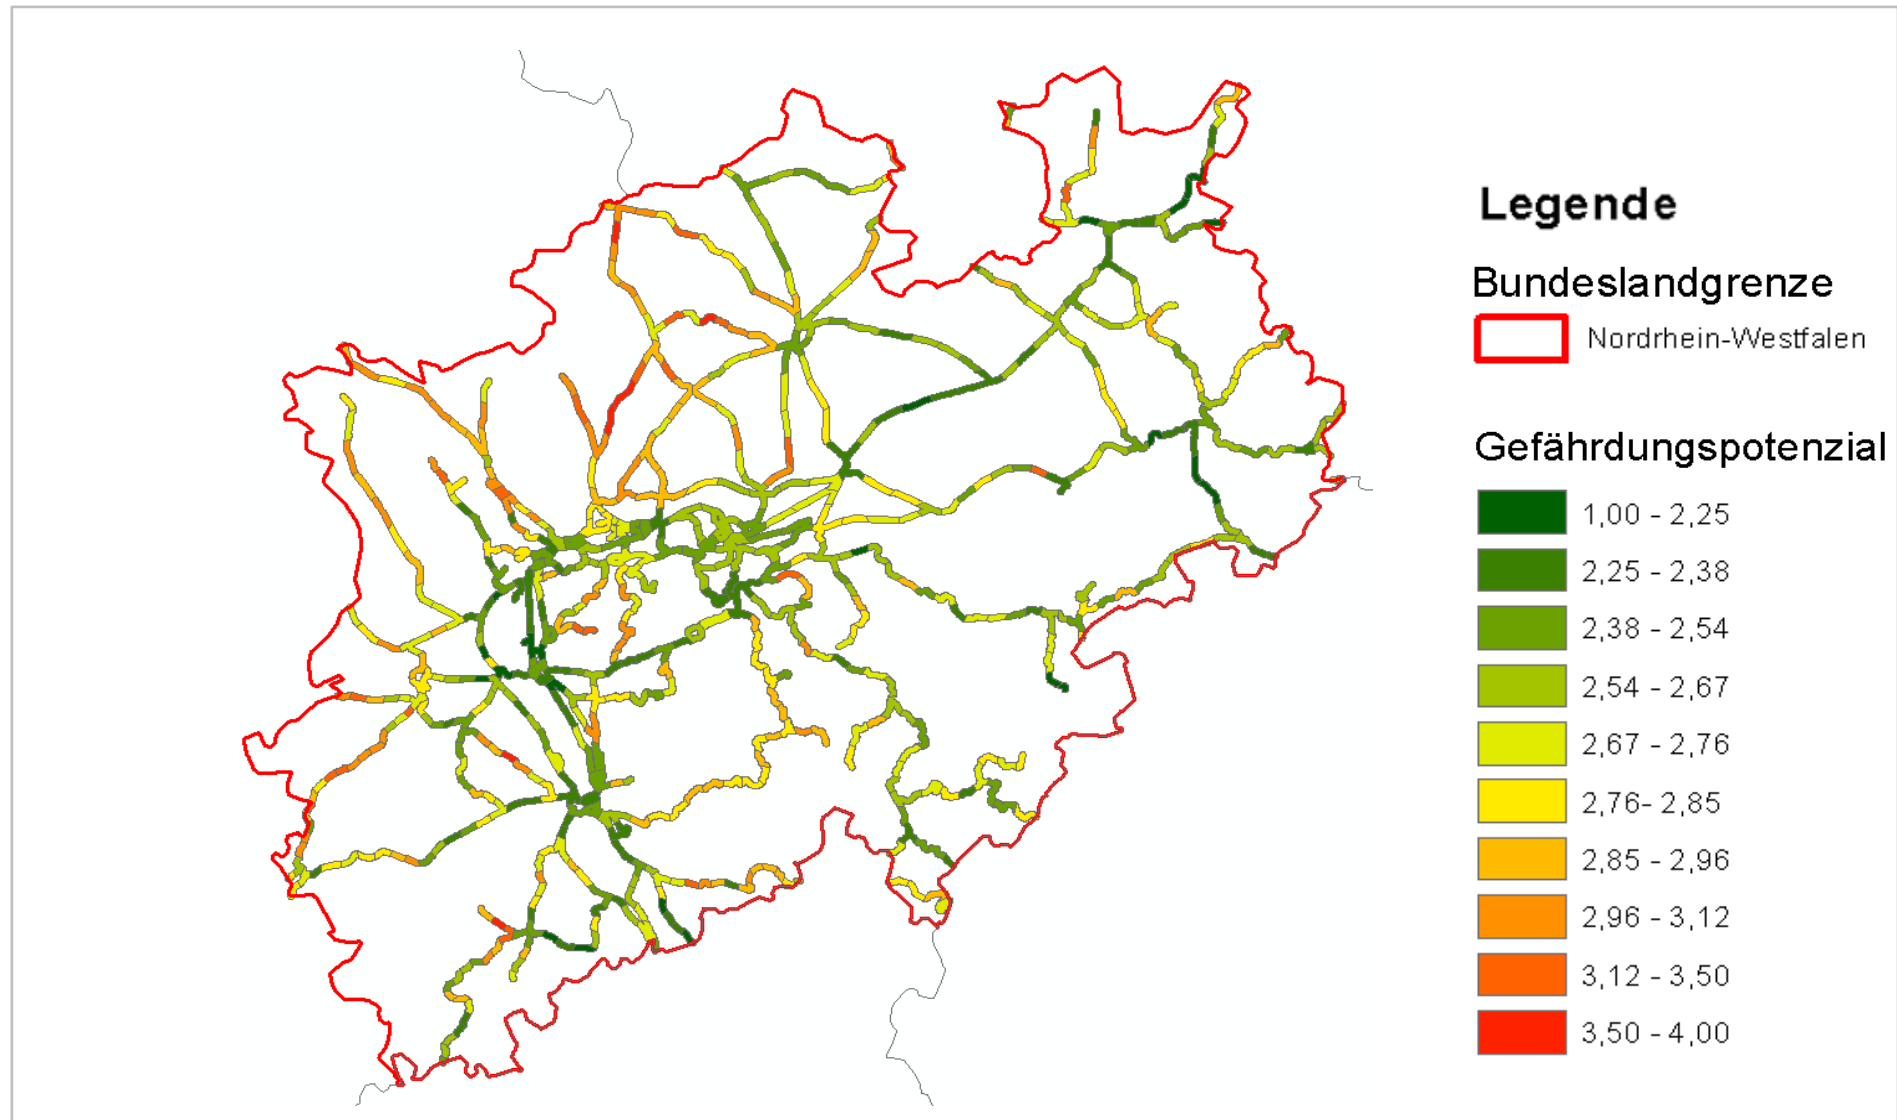 Legende
Bundeslandgrenze
Nordrhein-Westfalen
Gefährdungspotenzial
1,00 - 2,25
2,25 - 2,38
2,38 - 2,54
2,54 - 2,67
2,67 - 2,76
2,76- 2,85
2,85 - 2,96
2,96 - 3,12
3,12 - 3,50
3,50 - 4,00